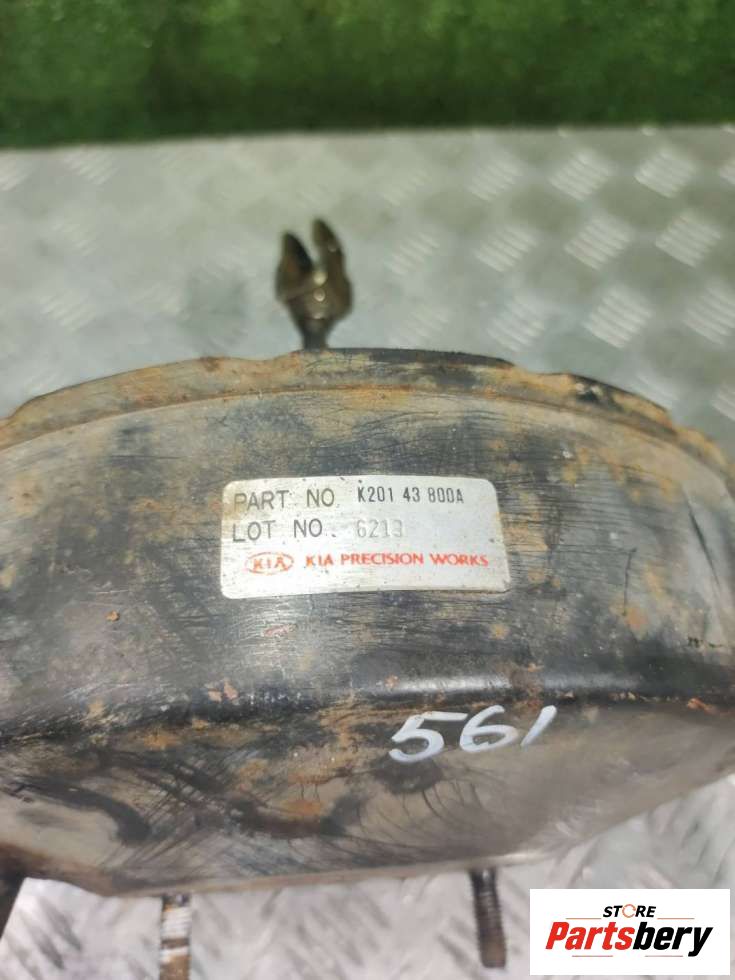 PART NO K201 43 800A
LOT NO. 6213
KIA KIA PRECISION WORKS
561
STORE
Partsbery